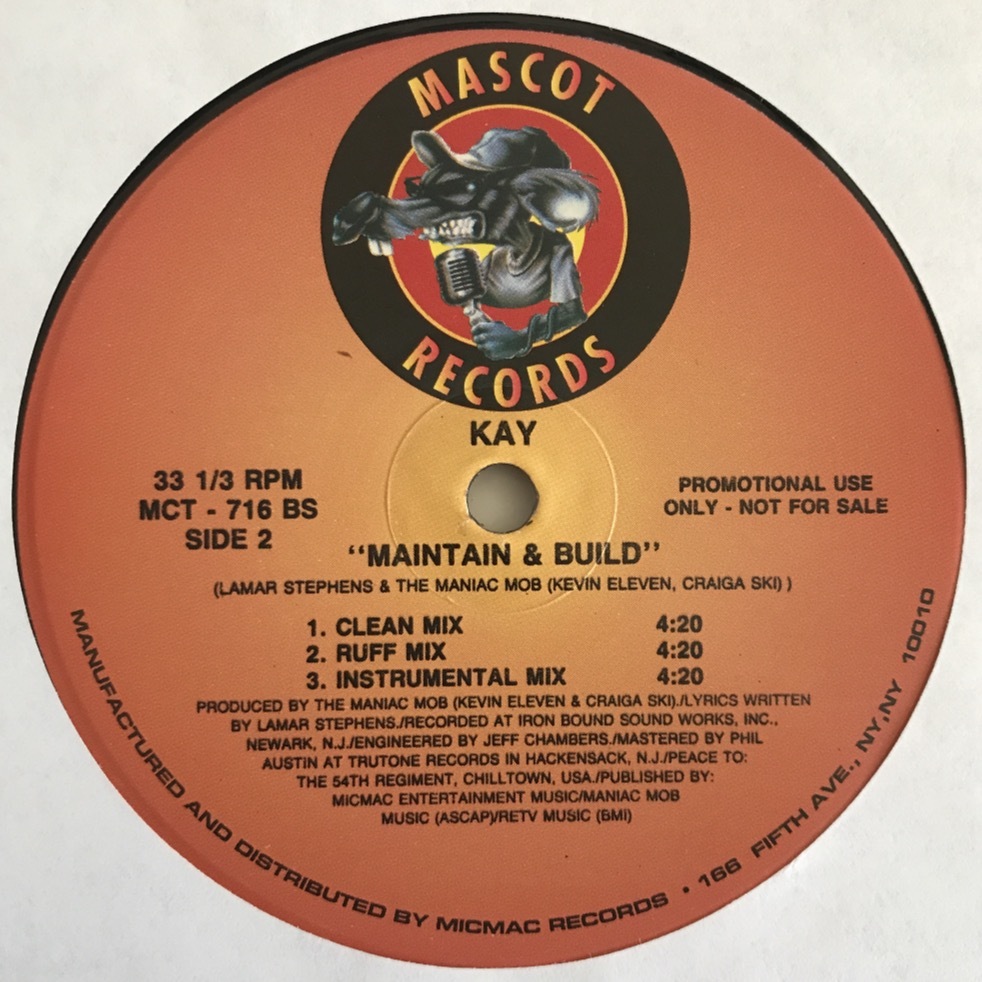 MASCOT
RECORDS
KAY
33 1/3 RPM
MCT - 716 BS
SIDE 2
PROMOTIONAL USE
ONLY - NOT FOR SALE
"MAINTAIN & BUILD"
(LAMAR STEPHENS & THE MANIAC MOB (KEVIN ELEVEN, CRAIGA SKI) )
1. CLEAN MIX 4:20
2. RUFF MIX 4:20
3. INSTRUMENTAL MIX 4:20
PRODUCED BY THE MANIAC MOB (KEVIN ELEVEN & CRAIGA SKI)./LYRICS WRITTEN
BY LAMAR STEPHENS./RECORDED AT IRON BOUND SOUND WORKS, INC.,
NEWARK, N.J./ENGINEERED BY JEFF CHAMBERS./MASTERED BY PHIL
AUSTIN AT TRUTONE RECORDS IN HACKENSACK, N.J./PEACE TO:
THE 54TH REGIMENT, CHILLTOWN, USA./PUBLISHED BY:
MICMAC ENTERTAINMENT MUSIC/MANIAC MOB
MUSIC (ASCAP)/RETV MUSIC (BMI)
MANUFACTURED AND DISTRIBUTED BY MICMAC RECORDS • 166 FIFTH AVE., NY,NY 10010